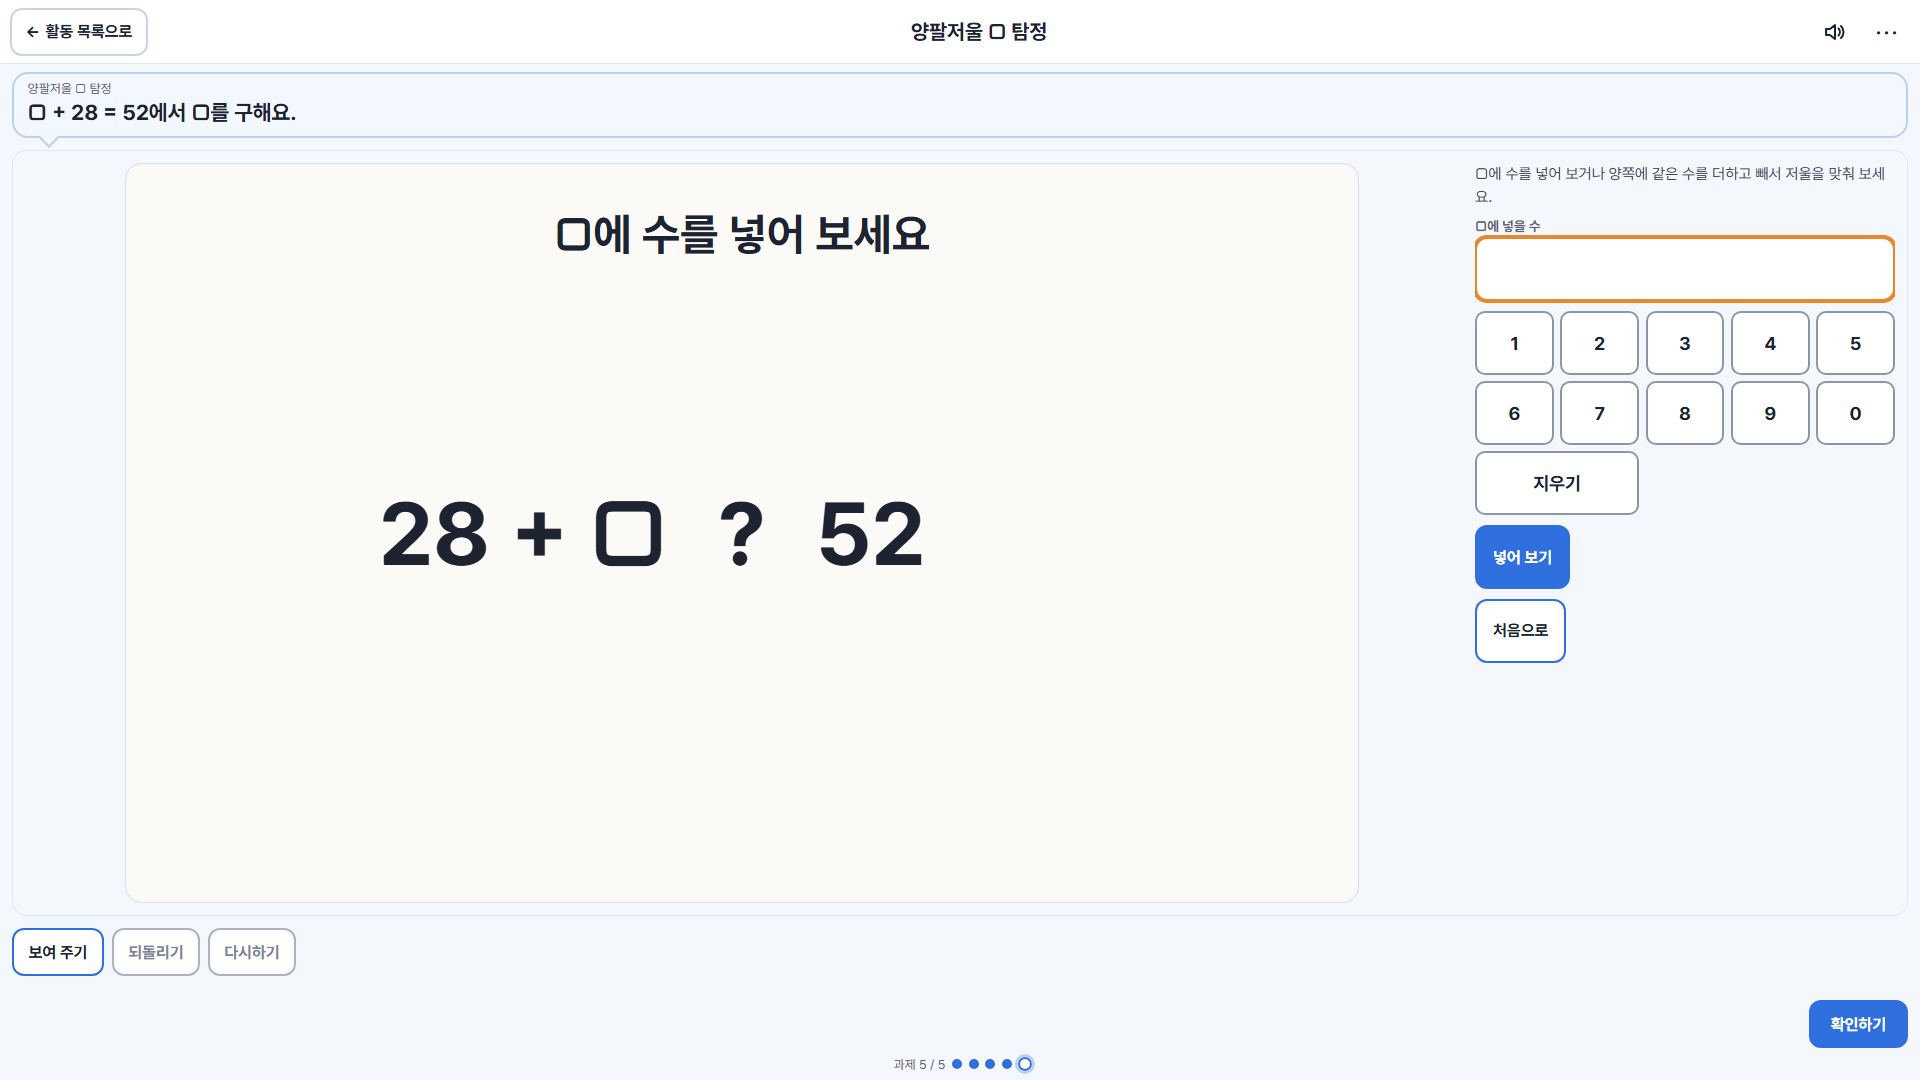 ← 활동 목록으로
양팔저울 □ 탐정
양팔저울 □ 탐정
□ + 28 = 52에서 □를 구해요.
□에 수를 넣어 보세요
28 + □ ? 52
□에 수를 넣어 보거나 양쪽에 같은 수를 더하고 빼서 저울을 맞춰 보세
요.
□에 넣을 수
1 2 3 4 5
6 7 8 9 0
지우기
넣어 보기
처음으로
보여 주기 되돌리기 다시하기
확인하기
과제 5 / 5